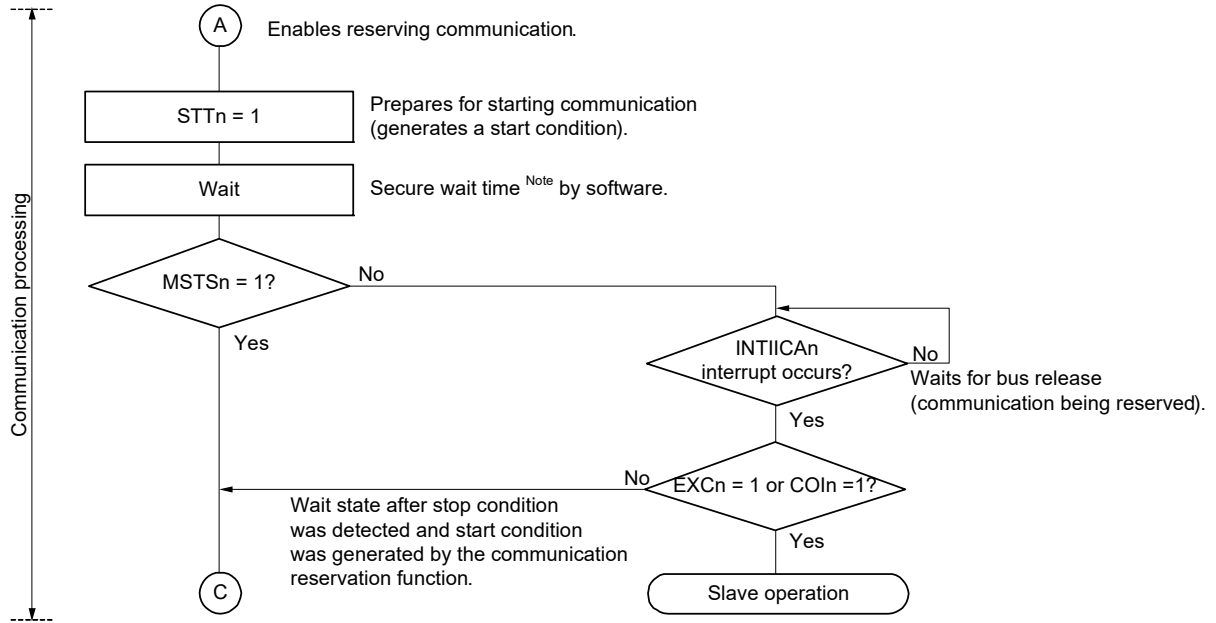 A
Enables reserving communication.
STTn = 1
Prepares for starting communication
(generates a start condition).
Wait
Secure wait time Note by software.
Communication processing
MSTSn = 1?
No
Yes
INTIICAn
interrupt occurs?
No
Waits for bus release
(communication being reserved).
Yes
EXCn = 1 or COIn =1?
No
Wait state after stop condition
was detected and start condition
was generated by the communication
reservation function.
Yes
C
Slave operation